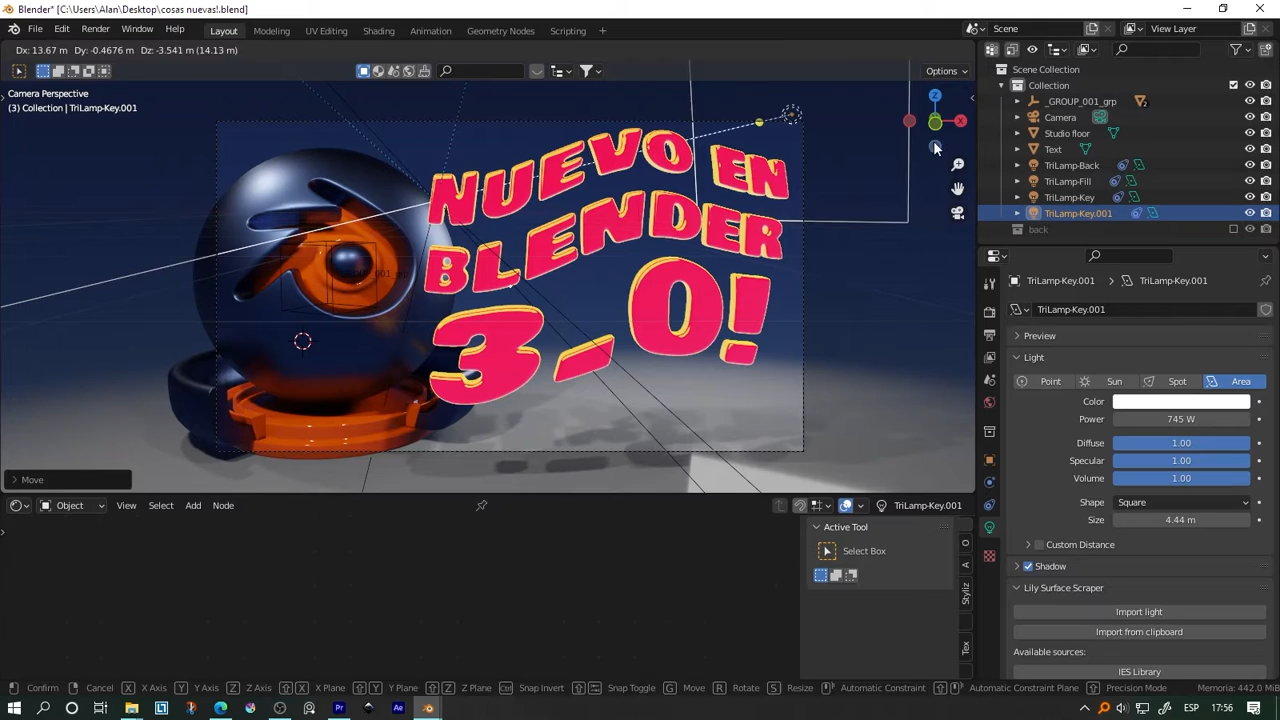 Blender* [C:\Users\Alan\Desktop\cosas nuevas!.blend]
File Edit Render Window Help
Layout Modeling UV Editing Shading Animation Geometry Nodes Scripting +
Scene
View Layer
Dx: 13.67 m Dy: -0.4676 m Dz: -3.541 m (14.13 m)
Options
Camera Perspective
(3) Collection | TriLamp-Key.001
Z
X
NUEVO EN
BLENDER
3_0!
Move
Scene Collection
Collection
_GROUP_001_grp
Camera
Studio floor
Text
TriLamp-Back
TriLamp-Fill
TriLamp-Key
TriLamp-Key.001
back
TriLamp-Key.001 > TriLamp-Key.001
TriLamp-Key.001
Preview
Light
Point Sun Spot Area
Color
Power 745 W
Diffuse 1.00
Specular 1.00
Volume 1.00
Shape Square
Size 4.44 m
Custom Distance
Shadow
Lily Surface Scraper
Import light
Import from clipboard
Available sources:
IES Library
Object View Select Add Node
TriLamp-Key.001
Active Tool
Select Box
O
A
Styliz
Tex
Confirm Cancel X X Axis Y Y Axis Z Z Axis X X Plane Y Y Plane Z Z Plane Ctrl Snap Invert Snap Toggle G Move R Rotate S Resize Automatic Constraint Automatic Constraint Plane Precision Mode
Memoria: 442.0 MiB
Pr Ae ESP 17:56